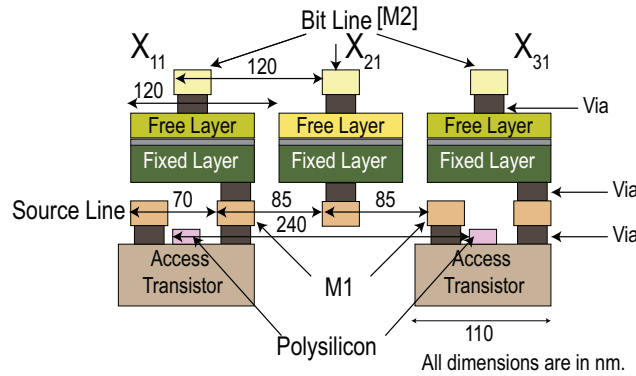 Bit Line [M2]
X11 X21 X31
120
120
Via
Free Layer Free Layer Free Layer
Fixed Layer Fixed Layer Fixed Layer
Via
Source Line 70 85 85
240
Via
Access Transistor
Access Transistor
M1
Polysilicon
110
All dimensions are in nm.